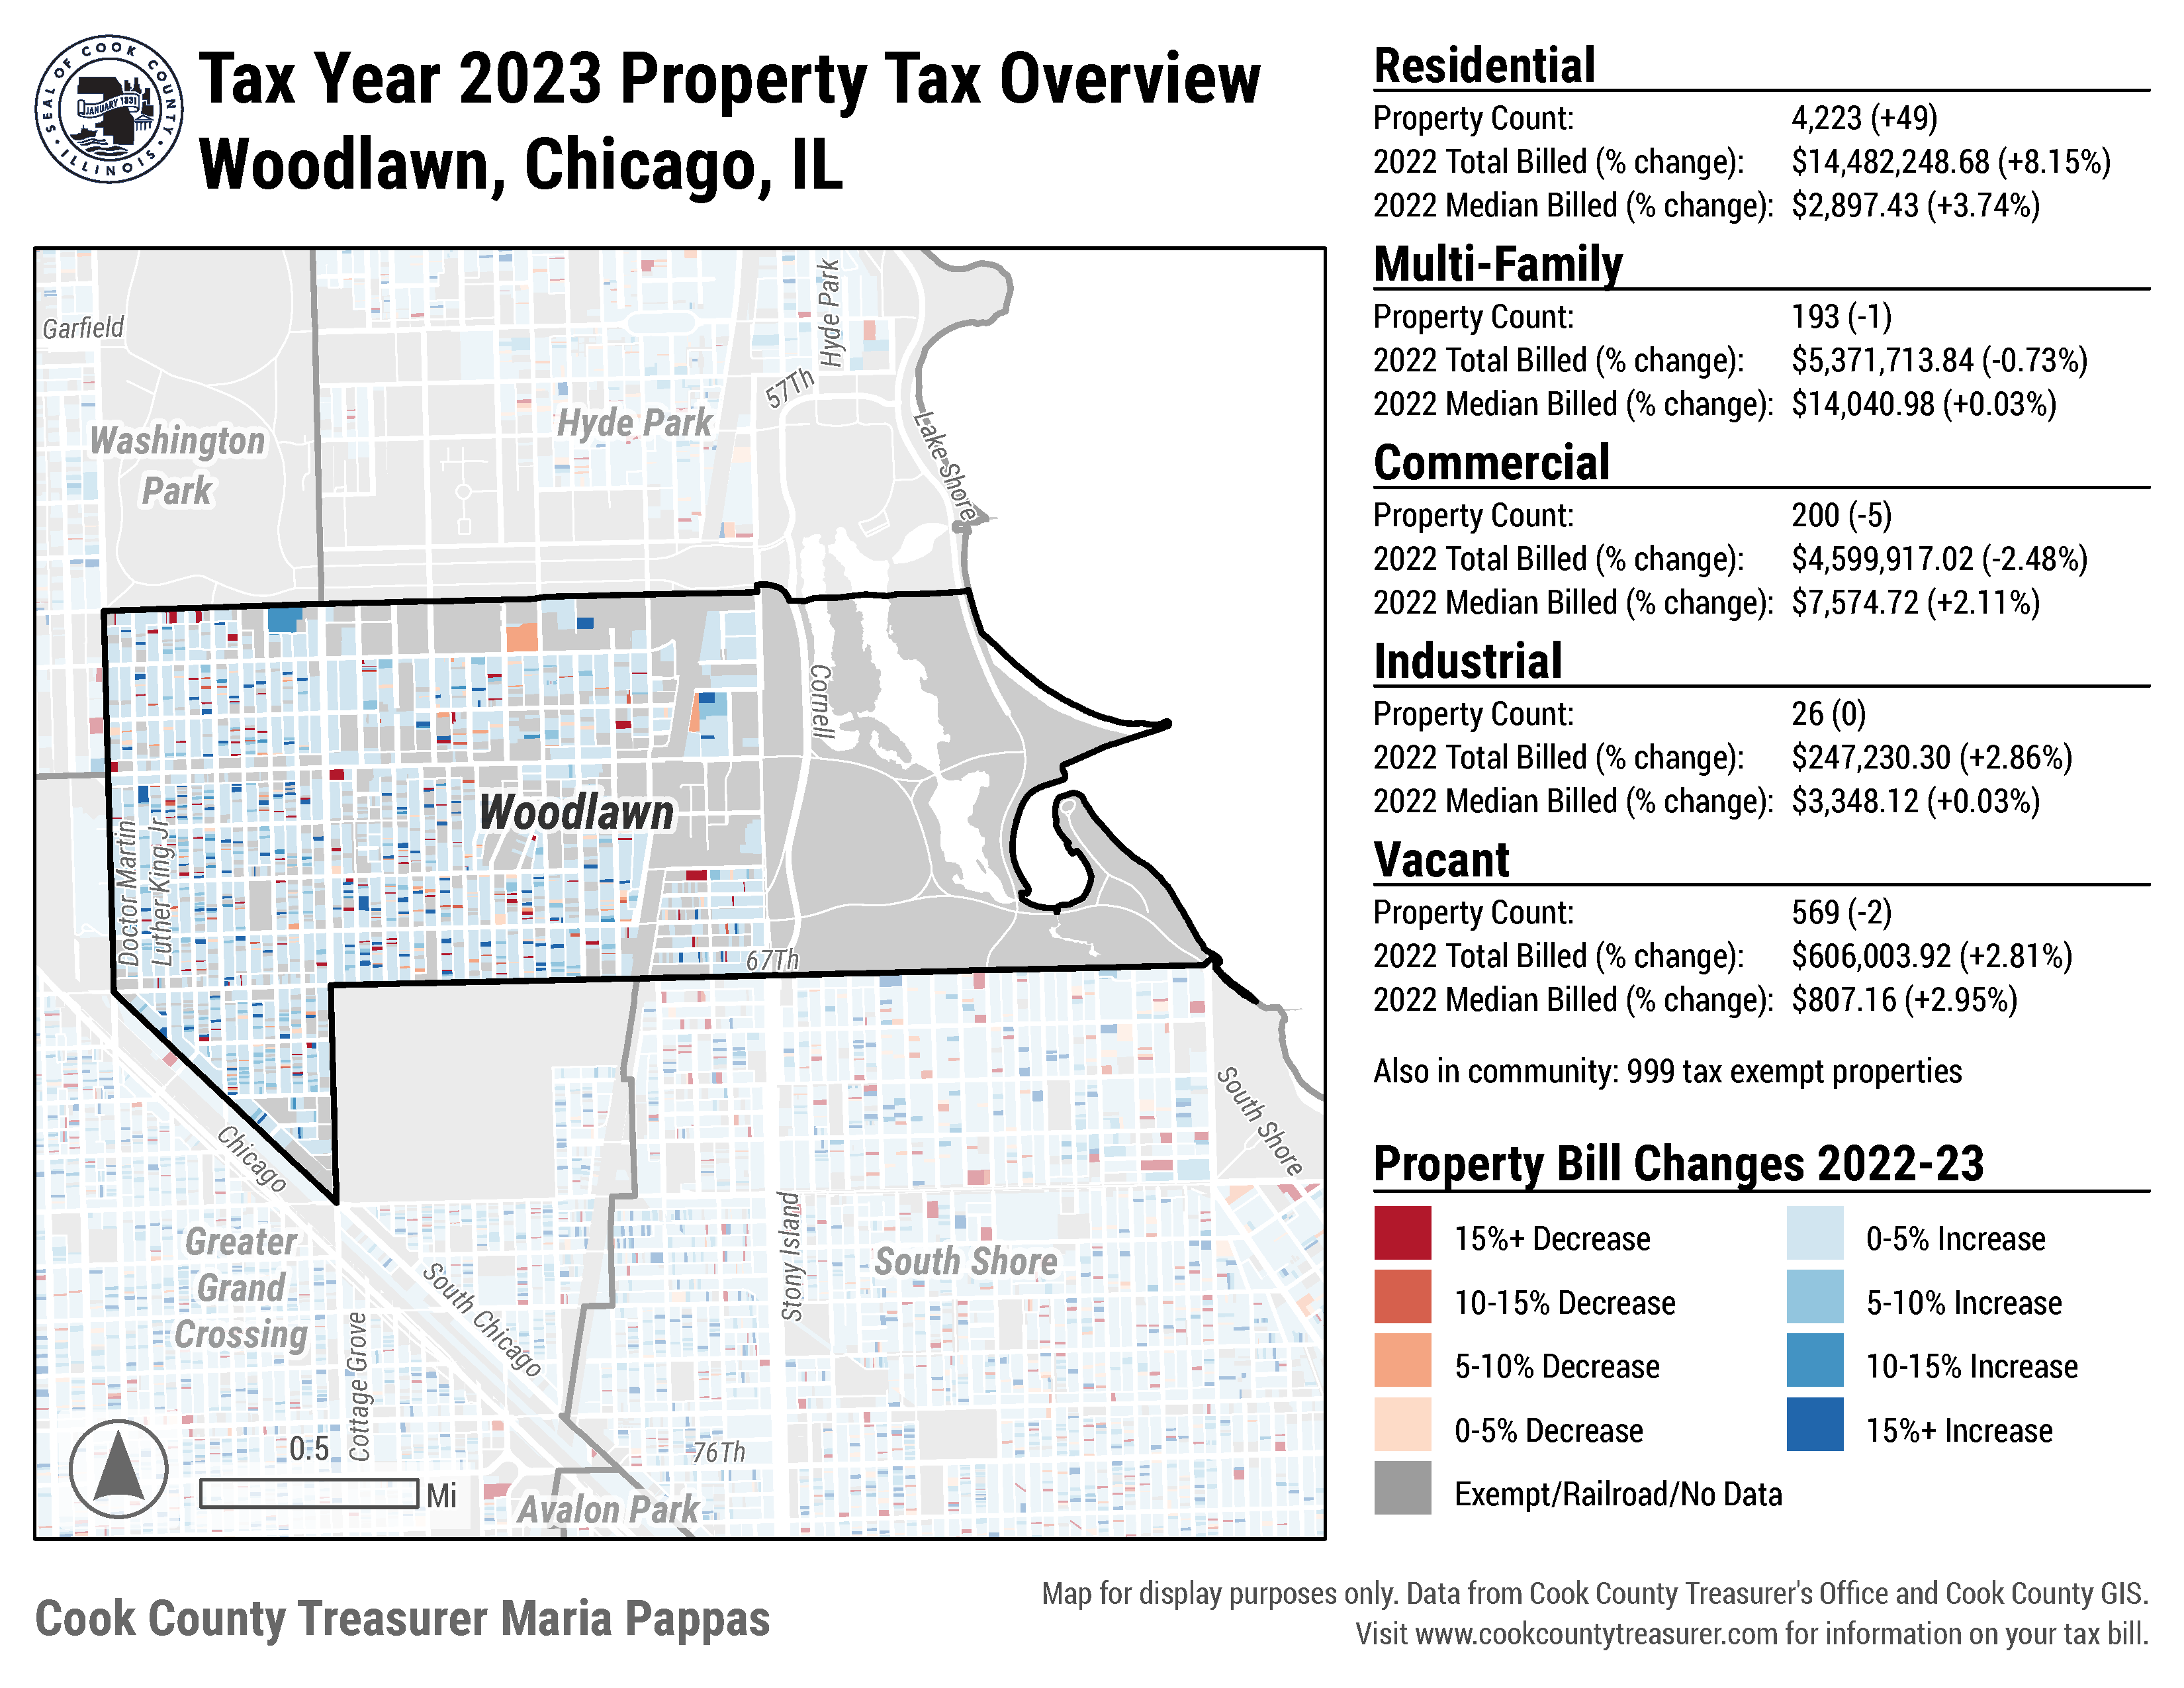 SEAL OF COOK COUNTY
• ILLINOIS •
JANUARY 1831
Tax Year 2023 Property Tax Overview
Woodlawn, Chicago, IL
Garfield
Washington
Park
Hyde Park
57Th
Hyde Park
Lake Shore
Cornell
Woodlawn
Doctor Martin
Luther King Jr
67Th
Chicago
South Shore
Greater
Grand
Crossing
South Chicago
Cottage Grove
Stony Island
South Shore
76Th
Avalon Park
0.5
Mi
Residential
Property Count: 4,223 (+49)
2022 Total Billed (% change): $14,482,248.68 (+8.15%)
2022 Median Billed (% change): $2,897.43 (+3.74%)
Multi-Family
Property Count: 193 (-1)
2022 Total Billed (% change): $5,371,713.84 (-0.73%)
2022 Median Billed (% change): $14,040.98 (+0.03%)
Commercial
Property Count: 200 (-5)
2022 Total Billed (% change): $4,599,917.02 (-2.48%)
2022 Median Billed (% change): $7,574.72 (+2.11%)
Industrial
Property Count: 26 (0)
2022 Total Billed (% change): $247,230.30 (+2.86%)
2022 Median Billed (% change): $3,348.12 (+0.03%)
Vacant
Property Count: 569 (-2)
2022 Total Billed (% change): $606,003.92 (+2.81%)
2022 Median Billed (% change): $807.16 (+2.95%)
Also in community: 999 tax exempt properties
Property Bill Changes 2022-23
15%+ Decrease
10-15% Decrease
5-10% Decrease
0-5% Decrease
Exempt/Railroad/No Data
0-5% Increase
5-10% Increase
10-15% Increase
15%+ Increase
Cook County Treasurer Maria Pappas
Map for display purposes only. Data from Cook County Treasurer's Office and Cook County GIS.
Visit www.cookcountytreasurer.com for information on your tax bill.